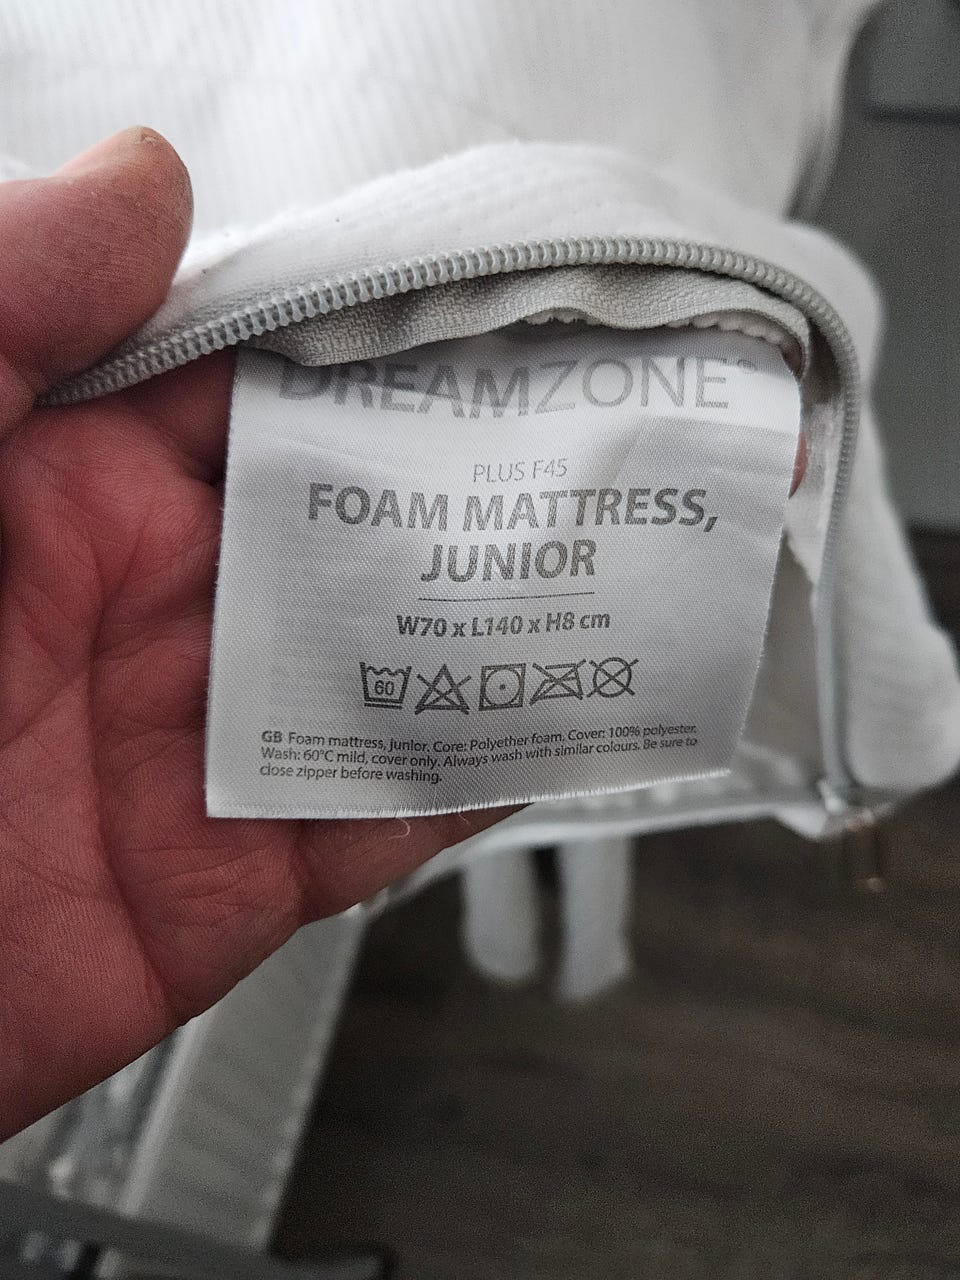 DREAMZONE
PLUS F45
FOAM MATTRESS,
JUNIOR
W70 x L140 x H8 cm
60
GB Foam mattress, junior. Core: Polyether foam. Cover: 100% polyester.
Wash: 60°C mild, cover only. Always wash with similar colours. Be sure to
close zipper before washing.